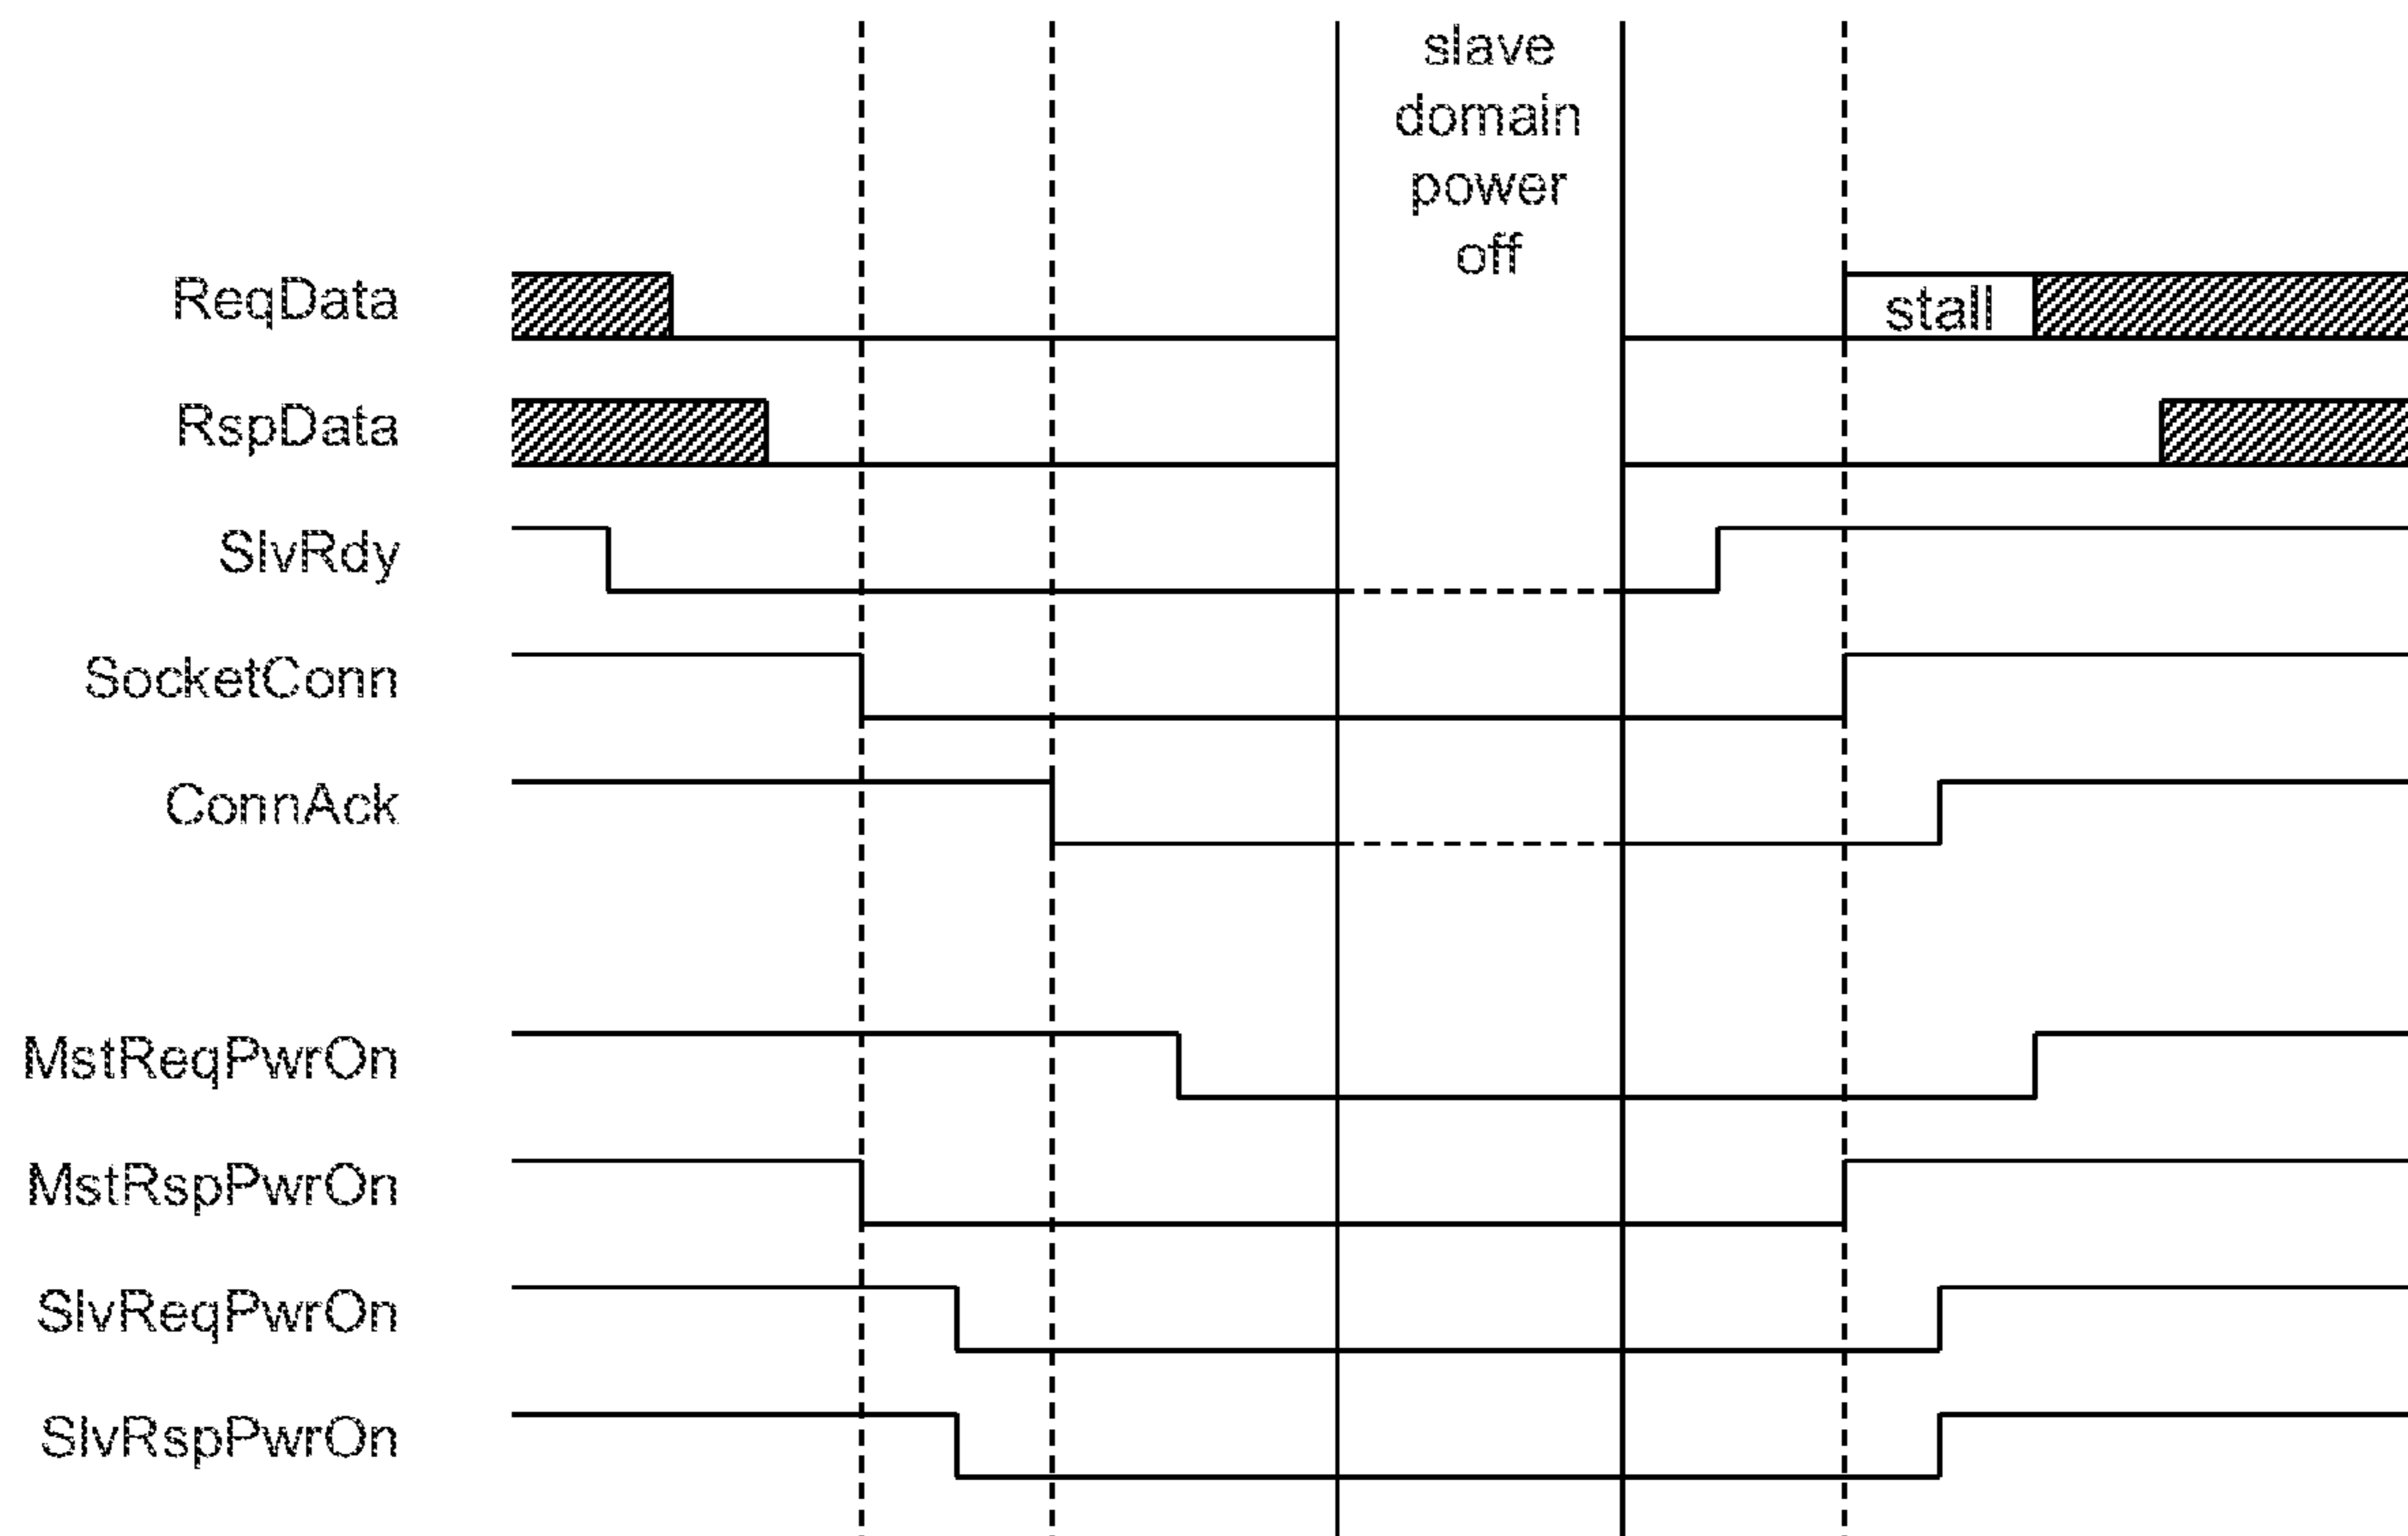 slave
domain
power
off
ReqData
stall
RspData
SlvRdy
SocketConn
ConnAck
MstReqPwrOn
MstRspPwrOn
SlvReqPwrOn
SlvRspPwrOn